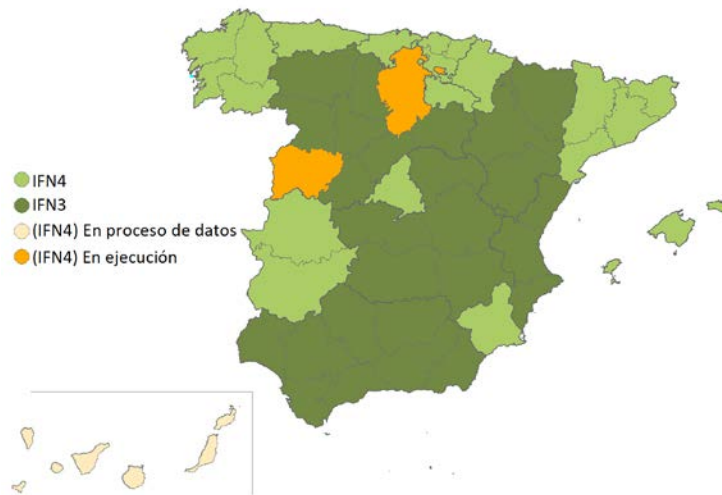 IFN4
IFN3
(IFN4) En proceso de datos
(IFN4) En ejecución